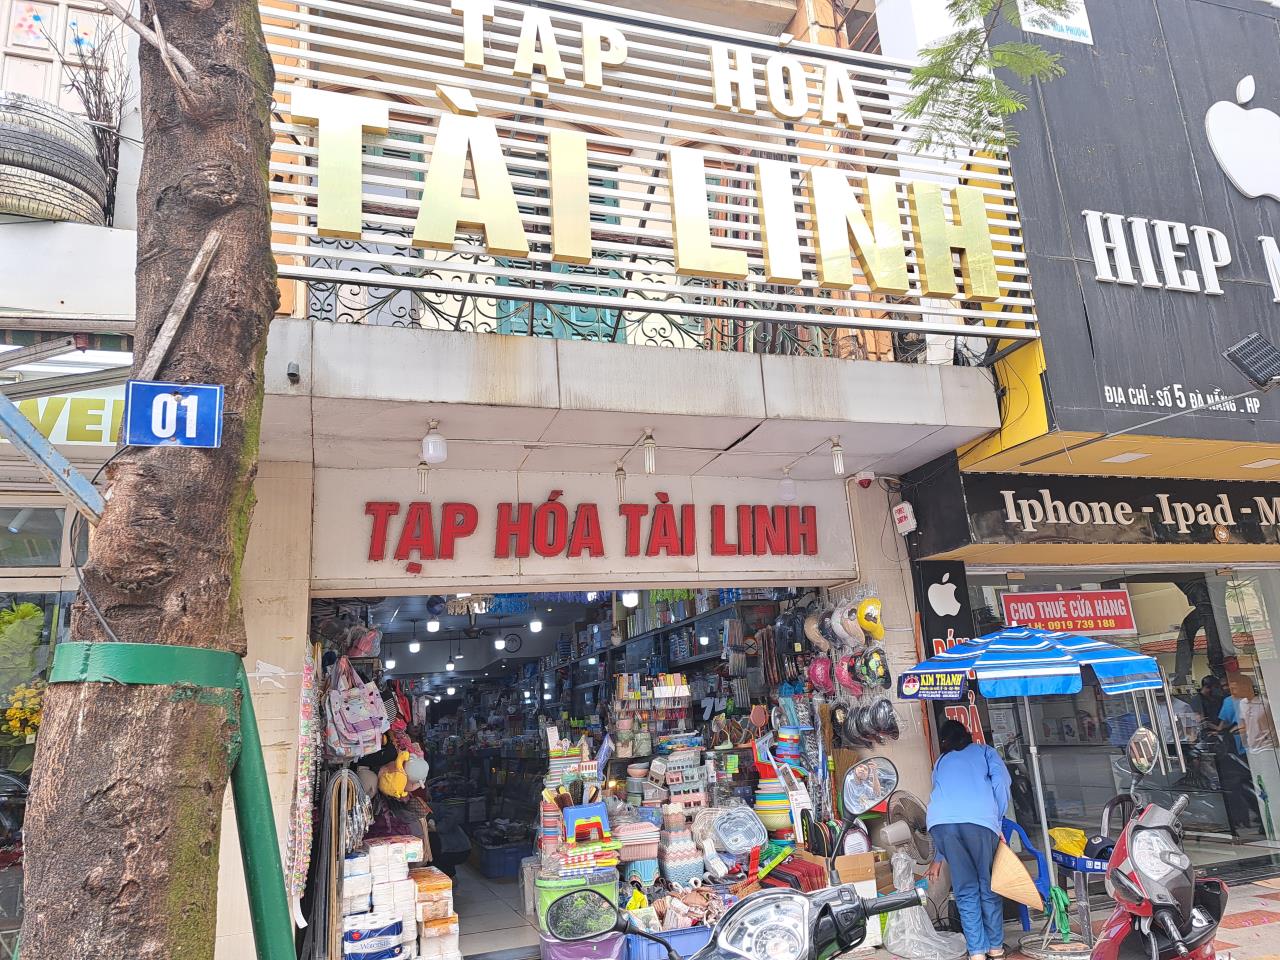 TẠP HÓA
TÀI LINH
HIEP
ĐỊA CHỈ : SỐ 5 ĐÀ NẴNG _ HP
01
TẠP HÓA TÀI LINH
Iphone - Ipad - M
CHO THUÊ CỬA HÀNG
LH: 0919 739 188
KIM THANH